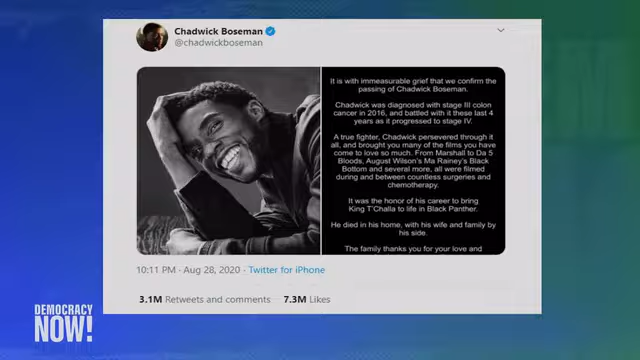 Chadwick Boseman
@chadwickboseman
It is with immeasurable grief that we confirm the
passing of Chadwick Boseman.
Chadwick was diagnosed with stage III colon
cancer in 2016, and battled with it these last 4
years as it progressed to stage IV.
A true fighter, Chadwick persevered through it
all, and brought you many of the films you have
come to love so much. From Marshall to Da 5
Bloods, August Wilson's Ma Rainey's Black
Bottom and several more, all were filmed
during and between countless surgeries and
chemotherapy.
It was the honor of his career to bring
King T'Challa to life in Black Panther.
He died in his home, with his wife and family by
his side.
The family thanks you for your love and
10:11 PM · Aug 28, 2020 · Twitter for iPhone
3.1M Retweets and comments 7.3M Likes
DEMOCRACY
NOW!